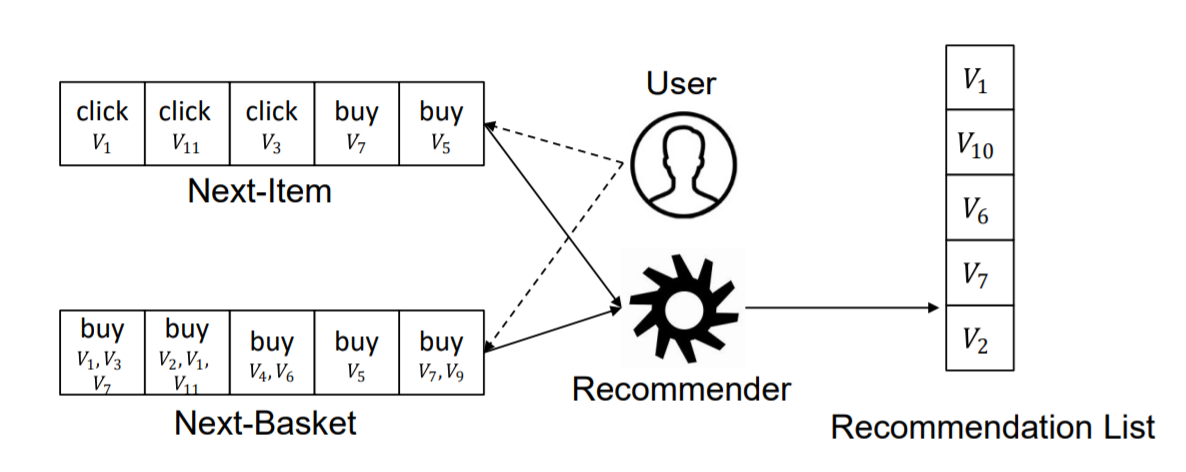 click click click buy buy
V1 V11 V3 V7 V5
Next-Item
User
buy buy buy buy buy
V1, V3 V2, V1, V4, V6 V5 V7, V9
V7 V11
Next-Basket
Recommender
V1
V10
V6
V7
V2
Recommendation List